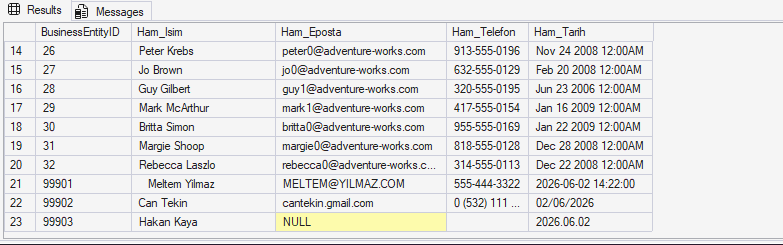 Results Messages
BusinessEntityID Ham_Isim Ham_Eposta Ham_Telefon Ham_Tarih
14 26 Peter Krebs peter0@adventure-works.com 913-555-0196 Nov 24 2008 12:00AM
15 27 Jo Brown jo0@adventure-works.com 632-555-0129 Feb 20 2008 12:00AM
16 28 Guy Gilbert guy1@adventure-works.com 320-555-0195 Jun 23 2006 12:00AM
17 29 Mark McArthur mark1@adventure-works.com 417-555-0154 Jan 16 2009 12:00AM
18 30 Britta Simon britta0@adventure-works.com 955-555-0169 Jan 22 2009 12:00AM
19 31 Margie Shoop margie0@adventure-works.com 818-555-0128 Dec 28 2008 12:00AM
20 32 Rebecca Laszlo rebecca0@adventure-works.c... 314-555-0113 Dec 22 2008 12:00AM
21 99901 Meltem Yilmaz MELTEM@YILMAZ.COM 555-444-3322 2026-06-02 14:22:00
22 99902 Can Tekin cantekin.gmail.com 0 (532) 111 ... 02/06/2026
23 99903 Hakan Kaya NULL 2026.06.02